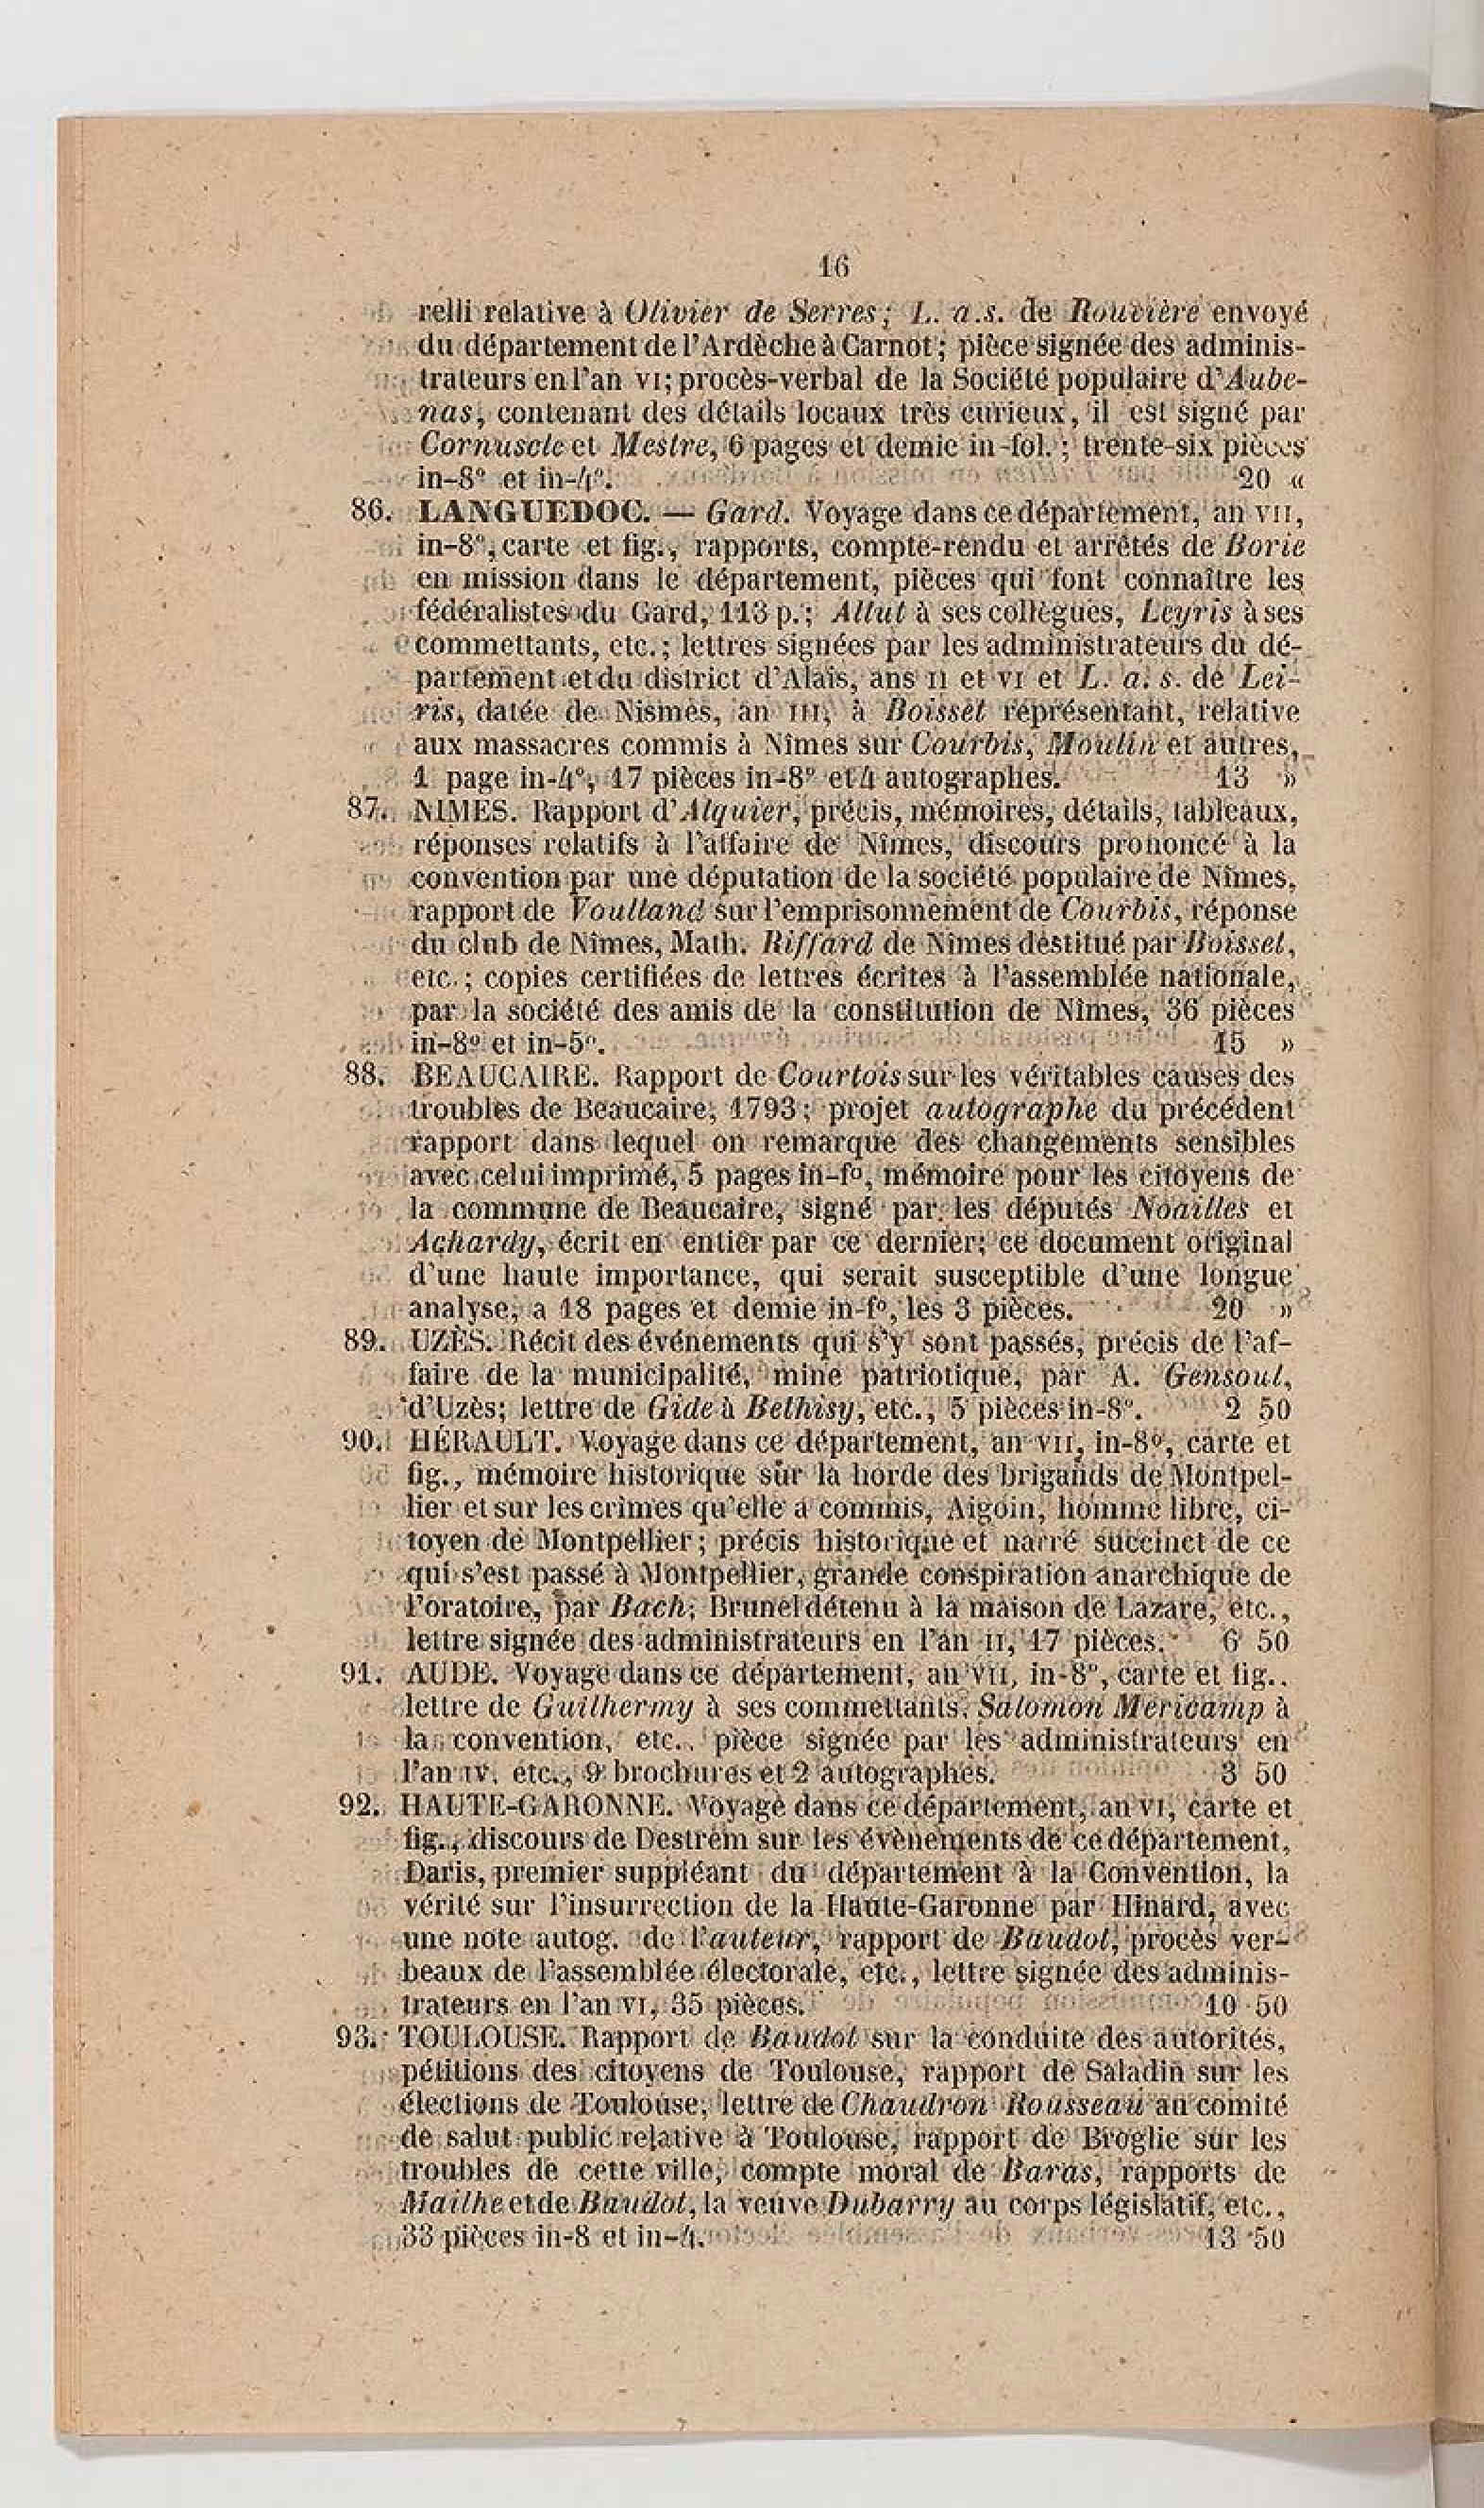 16
relli relative à Olivier de Serres; L. a.s. de Rouvière envoyé
du département de l'Ardèche à Carnot; pièce signée des adminis-
trateurs en l'an VI; procès-verbal de la Société populaire d'Aube-
nas, contenant des détails locaux très curieux, il est signé par
Cornuscle et Mestre, 6 pages et demie in-fol.; trente-six pièces
in-8° et in-4°. 20 «
86. LANGUEDOC. — Gard. Voyage dans ce département, an VII,
in-8°, carte et fig., rapports, compte-rendu et arrêtés de Borie
en mission dans le département, pièces qui font connaître les
fédéralistes du Gard, 113 p.; Allut à ses collègues, Leyris à ses
commettants, etc.; lettres signées par les administrateurs du dé-
partement et du district d'Alais, ans II et VI et L. a. s. de Lei-
ris, datée de Nismes, an III, à Boisset représentant, relative
aux massacres commis à Nîmes sur Courbis, Moulin et autres,
1 page in-4°, 17 pièces in-8° et 4 autographes. 13 »
87. NIMES. Rapport d'Alquier, précis, mémoires, détails, tableaux,
réponses relatifs à l'affaire de Nîmes, discours prononcé à la
convention par une députation de la société populaire de Nîmes,
rapport de Voulland sur l'emprisonnement de Courbis, réponse
du club de Nîmes, Math. Riffard de Nîmes destitué par Boisset,
etc.; copies certifiées de lettres écrites à l'assemblée nationale,
par la société des amis de la constitution de Nîmes, 36 pièces
in-8° et in-5°. 15 »
88. BEAUCAIRE. Rapport de Courtois sur les véritables causes des
troubles de Beaucaire, 1793; projet autographe du précédent
rapport dans lequel on remarque des changements sensibles
avec celui imprimé, 5 pages in-f°, mémoire pour les citoyens de
la commune de Beaucaire, signé par les députés Noailles et
Achardy, écrit en entier par ce dernier; ce document original
d'une haute importance, qui serait susceptible d'une longue
analyse, a 18 pages et demie in-f°, les 3 pièces. 20 »
89. UZÈS. Récit des événements qui s'y sont passés, précis de l'af-
faire de la municipalité, mine patriotique, par A. Gensoul,
d'Uzès; lettre de Gide à Bethisy, etc., 5 pièces in-8°. 2 50
90. HÉRAULT. Voyage dans ce département, an VII, in-8°, carte et
fig., mémoire historique sur la horde des brigands de Montpel-
lier et sur les crimes qu'elle a commis, Aigoin, homme libre, ci-
toyen de Montpellier; précis historique et narré succinct de ce
qui s'est passé à Montpellier, grande conspiration anarchique de
l'oratoire, par Bach; Brunel détenu à la maison de Lazare, etc.,
lettre signée des administrateurs en l'an II, 17 pièces. 6 50
91. AUDE. Voyage dans ce département, an VII, in-8°, carte et fig.,
lettre de Guilhermy à ses commettants, Salomon Mericamp à
la convention, etc., pièce signée par les administrateurs en
l'an IV, etc., 9 brochures et 2 autographes. 3 50
92. HAUTE-GARONNE. Voyage dans ce département, an VI, carte et
fig., discours de Destrem sur les évènements de ce département,
Daris, premier suppléant du département à la Convention, la
vérité sur l'insurrection de la Haute-Garonne par Hinard, avec
une note autog. de l'auteur, rapport de Baudot, procès ver-
beaux de l'assemblée électorale, etc., lettre signée des adminis-
trateurs en l'an VI, 35 pièces. 10 50
93. TOULOUSE. Rapport de Baudot sur la conduite des autorités,
pétitions des citoyens de Toulouse, rapport de Saladin sur les
élections de Toulouse, lettre de Chaudron Rousseau au comité
de salut public relative à Toulouse, rapport de Broglie sur les
troubles de cette ville, compte moral de Baras, rapports de
Mailhe et de Baudot, la veuve Dubarry au corps législatif, etc.,
33 pièces in-8 et in-4. 13 50